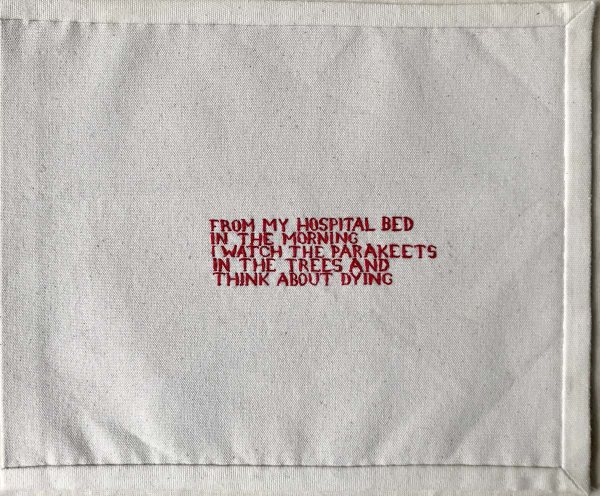 FROM MY HOSPITAL BED
IN THE MORNING
I WATCH THE PARAKEETS
IN THE TREES AND
THINK ABOUT DYING